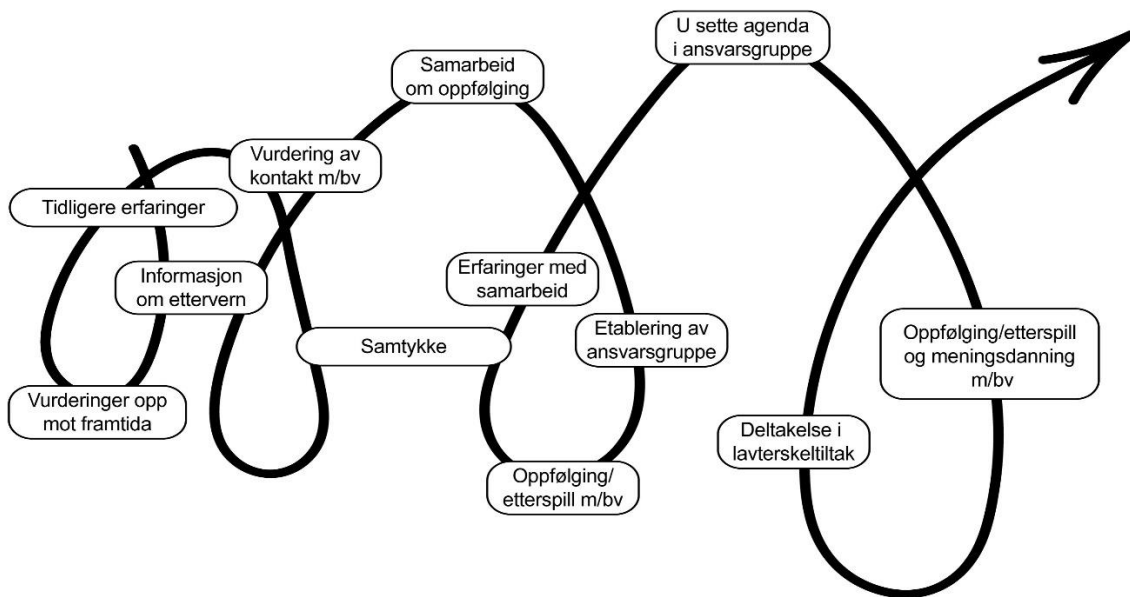 U sette agenda
i ansvarsgruppe
Samarbeid
om oppfølging
Vurdering av
kontakt m/bv
Tidligere erfaringer
Informasjon
om ettervern
Erfaringer med
samarbeid
Etablering av
ansvarsgruppe
Samtykke
Oppfølging/etterspill
og meningsdanning
m/bv
Vurderinger opp
mot framtida
Deltakelse i
lavterskeltiltak
Oppfølging/
etterspill m/bv